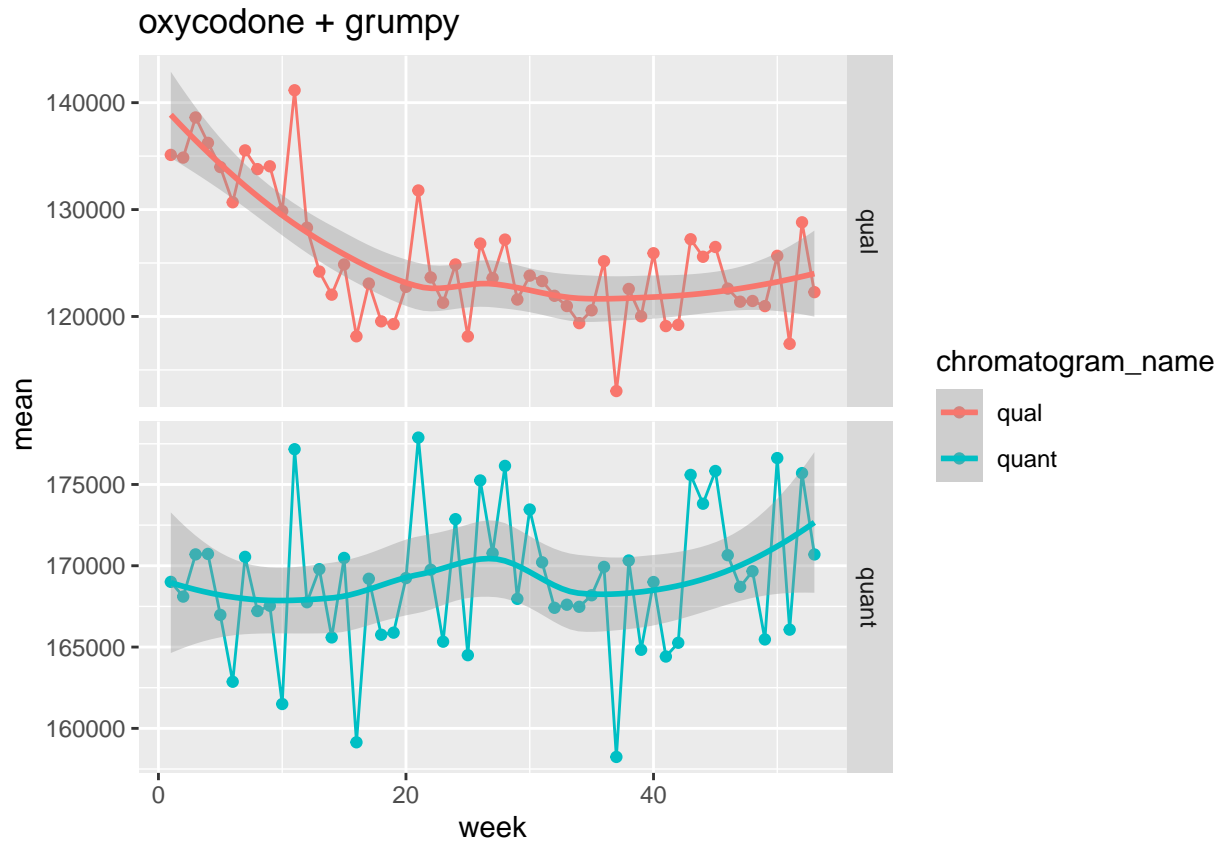 oxycodone + grumpy
mean
140000
130000
120000
qual
175000
170000
165000
160000
quant
0
20
40
week
chromatogram_name
qual
quant